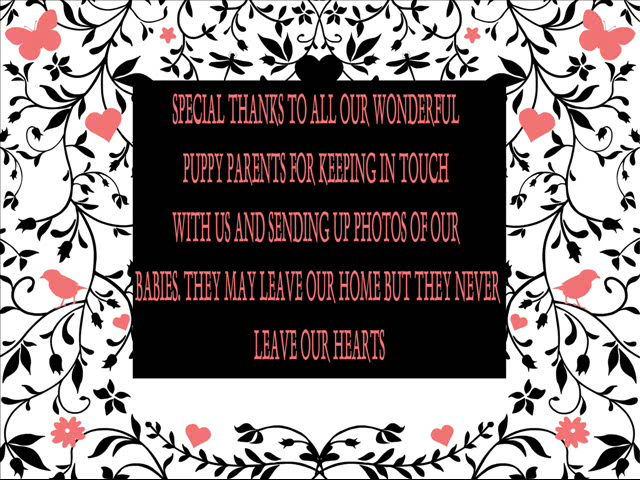 SPECIAL THANKS TO ALL OUR WONDERFUL
PUPPY PARENTS FOR KEEPING IN TOUCH
WITH US AND SENDING UP PHOTOS OF OUR
BABIES. THEY MAY LEAVE OUR HOME BUT THEY NEVER
LEAVE OUR HEARTS